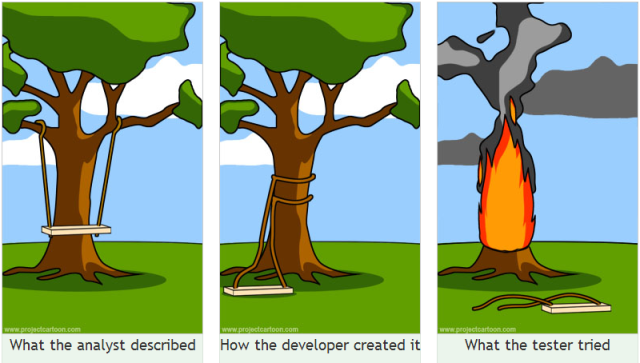 www.projectcartoon.com
www.projectcartoon.com
www.projectcartoon.com
What the analyst described
How the developer created it
What the tester tried